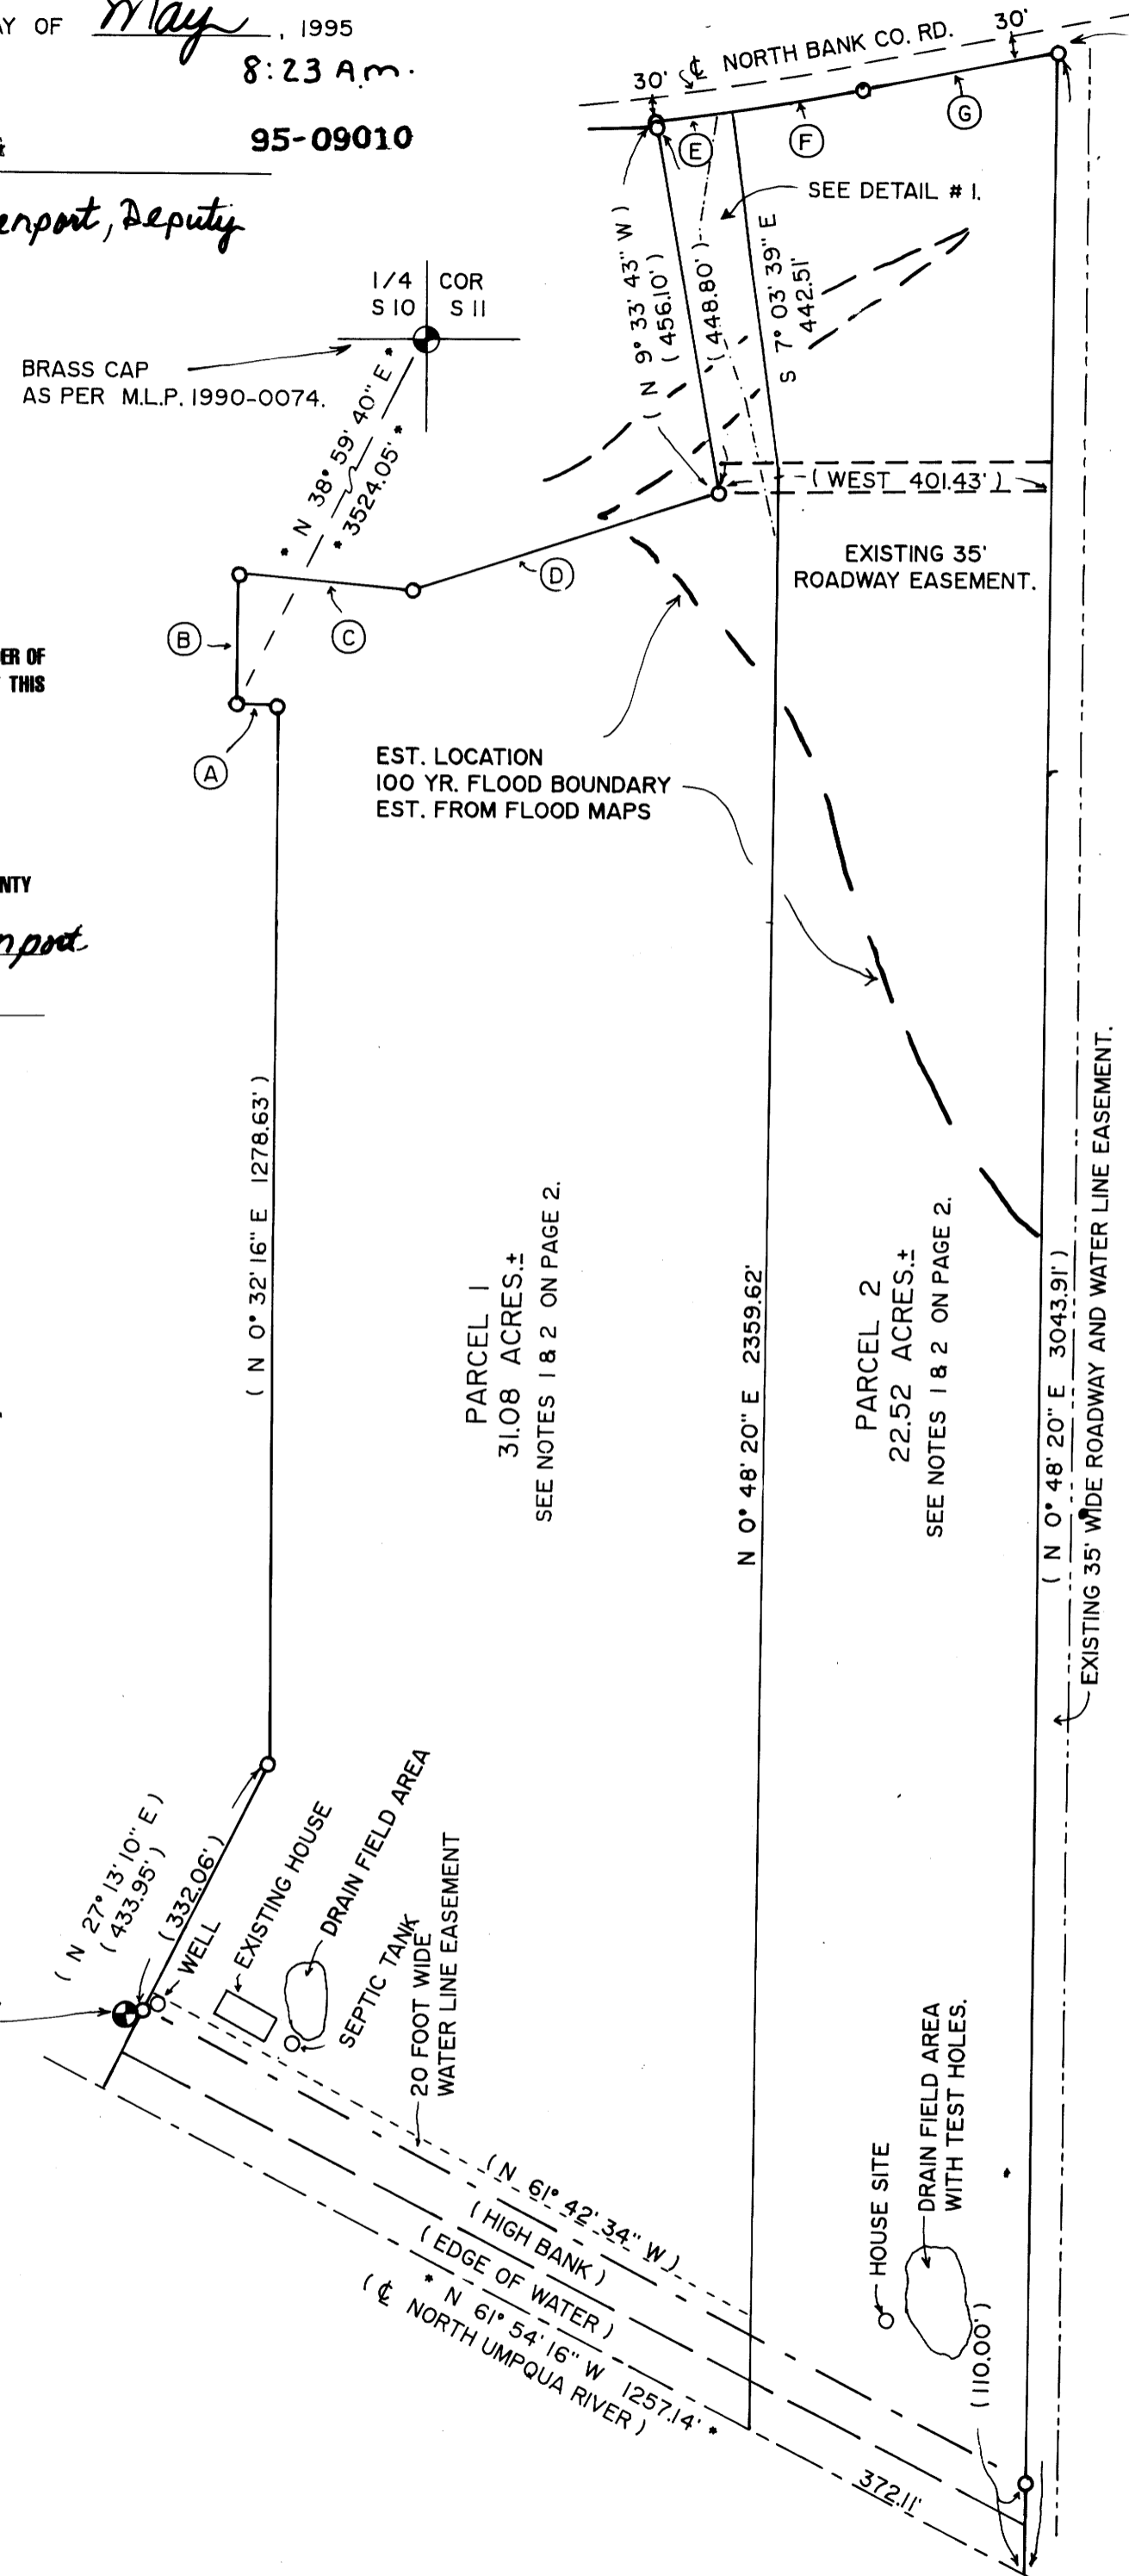 AY OF May, 1995
8:23 A.m.
95-09010
enport, Deputy
30' ℄ NORTH BANK CO. RD. 30'
E
F
G
SEE DETAIL # 1.
1/4 COR
S 10 S 11
BRASS CAP
AS PER M.L.P. 1990-0074.
* N 38° 59' 40" E *
* 3524.05' *
( N 9° 33' 43" W )
( 456.10' )
( 448.80' )
S 7° 03' 39" E
442.51'
( WEST 401.43' )
EXISTING 35'
ROADWAY EASEMENT.
D
C
B
A
ER OF
THIS
EST. LOCATION
100 YR. FLOOD BOUNDARY
EST. FROM FLOOD MAPS
NTY
nport
( N 0° 32' 16" E 1278.63' )
PARCEL 1
31.08 ACRES.±
SEE NOTES 1 & 2 ON PAGE 2.
N 0° 48' 20" E 2359.62'
PARCEL 2
22.52 ACRES.±
SEE NOTES 1 & 2 ON PAGE 2.
( N 0° 48' 20" E 3043.91' )
EXISTING 35' WIDE ROADWAY AND WATER LINE EASEMENT.
( N 27° 13' 10" E )
( 433.95' )
( 332.06' )
WELL
EXISTING HOUSE
DRAIN FIELD AREA
SEPTIC TANK
20 FOOT WIDE
WATER LINE EASEMENT
( N 61° 42' 34" W )
( HIGH BANK )
( EDGE OF WATER )
* N 61° 54' 16" W 1257.14' *
( ℄ NORTH UMPQUA RIVER )
HOUSE SITE
DRAIN FIELD AREA
WITH TEST HOLES.
( 110.00' )
372.11'